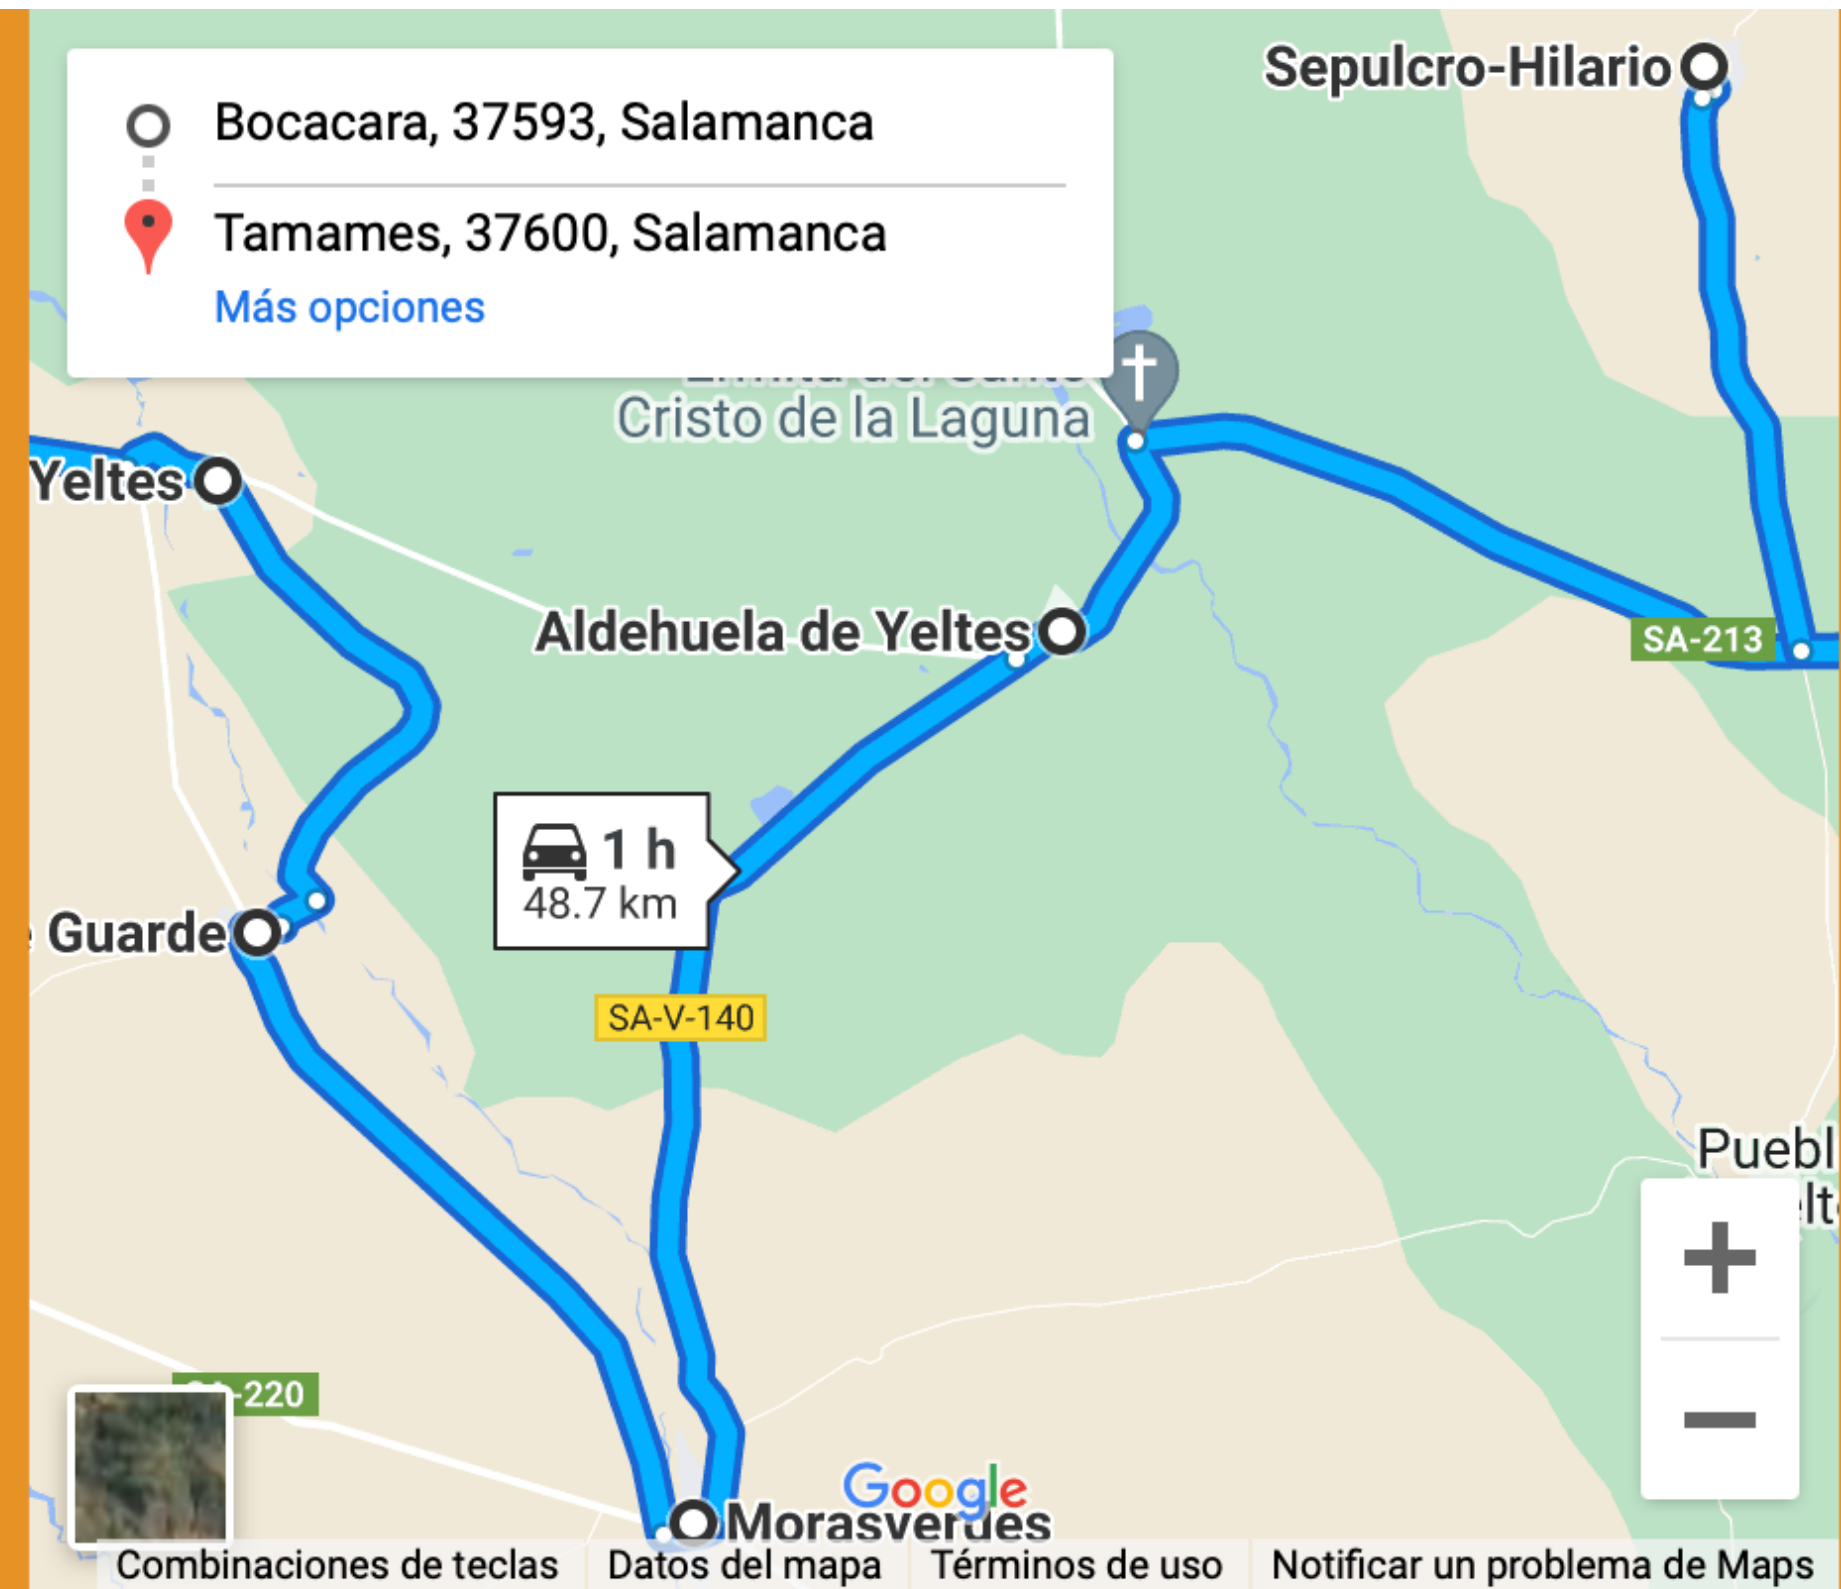 Bocacara, 37593, Salamanca
Tamames, 37600, Salamanca
Más opciones
Sepulcro-Hilario
Cristo de la Laguna
Yeltes
Aldehuela de Yeltes
SA-213
1 h
48.7 km
Guarde
SA-V-140
Puebl
-220
Google
Morasverdes
+
−
Combinaciones de teclas
Datos del mapa
Términos de uso
Notificar un problema de Maps